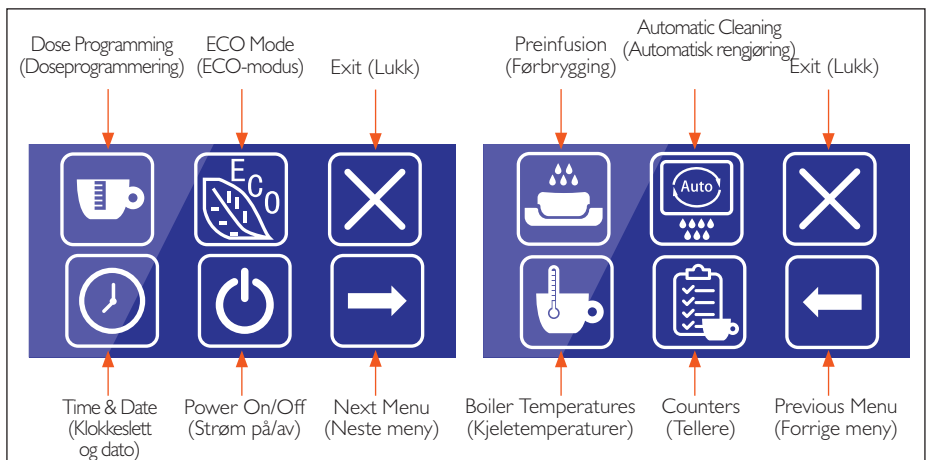 Dose Programming
(Doseprogrammering)
ECO Mode
(ECO-modus)
Exit (Lukk)
Preinfusion
(Førbrygging)
Automatic Cleaning
(Automatisk rengjøring)
Exit (Lukk)
ECO
Auto
Time & Date
(Klokkeslett
og dato)
Power On/Off
(Strøm på/av)
Next Menu
(Neste meny)
Boiler Temperatures
(Kjeletemperaturer)
Counters
(Tellere)
Previous Menu
(Forrige meny)